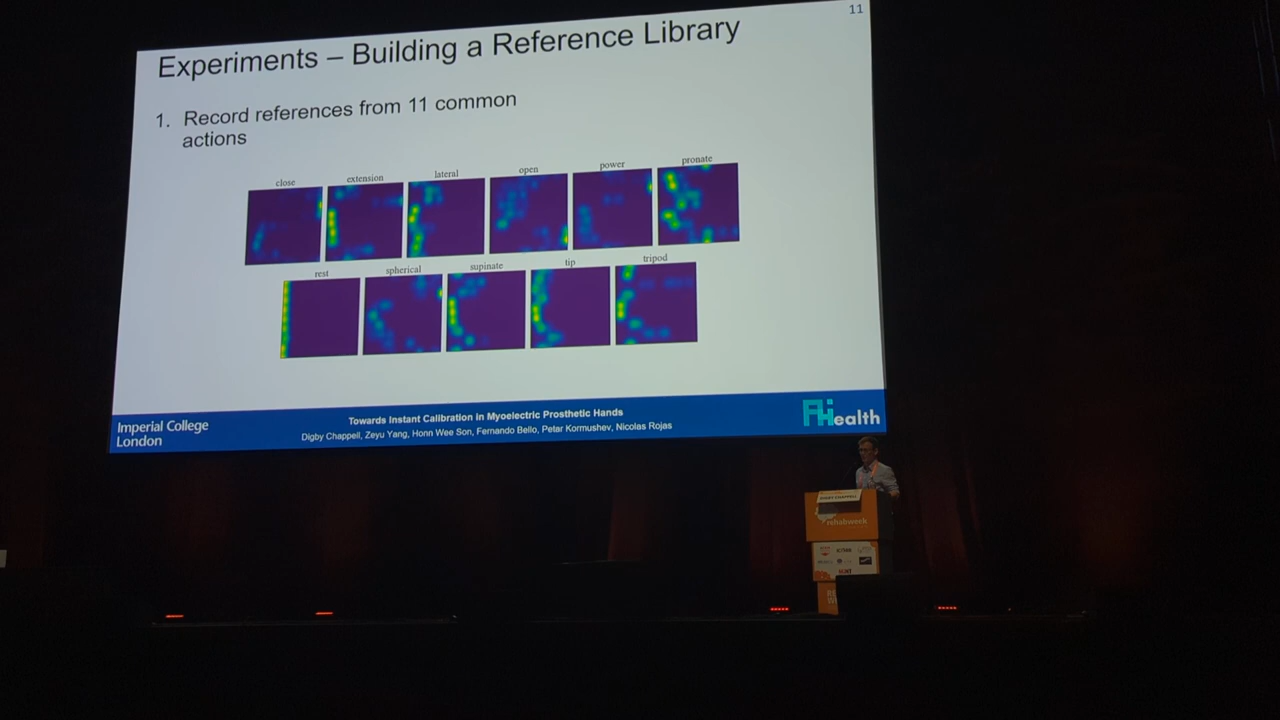 11
Experiments – Building a Reference Library
1. Record references from 11 common
actions
close extension lateral open power pronate
rest spherical supinate tip tripod
Imperial College
London
Towards Instant Calibration in Myoelectric Prosthetic Hands
Digby Chappell, Zeyu Yang, Honn Wee Son, Fernando Bello, Petar Kormushev, Nicolas Rojas
Health
DIGBY CHAPPELL
rehabweek